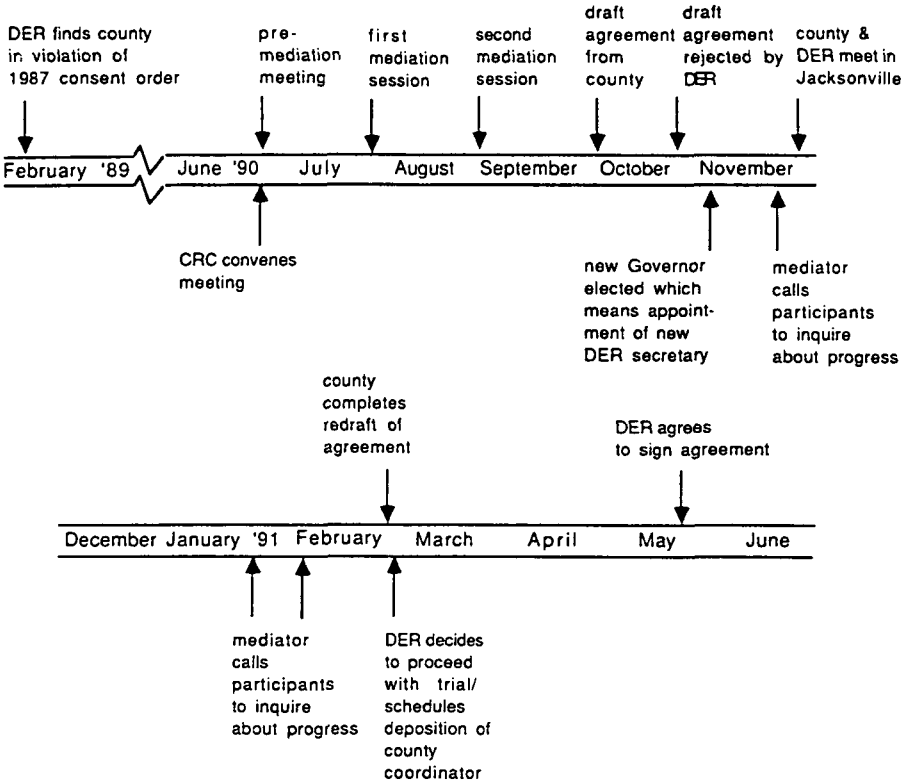 DER finds county
in violation of
1987 consent order
pre-
mediation
meeting
first
mediation
session
second
mediation
session
draft
agreement
from
county
draft
agreement
rejected by
DER
county &
DER meet in
Jacksonville
February '89
June '90
July
August
September
October
November
CRC convenes
meeting
new Governor
elected which
means appoint-
ment of new
DER secretary
mediator
calls
participants
to inquire
about progress
county
completes
redraft of
agreement
DER agrees
to sign agreement
December
January '91
February
March
April
May
June
mediator
calls
participants
to inquire
about progress
DER decides
to proceed
with trial/
schedules
deposition of
county
coordinator